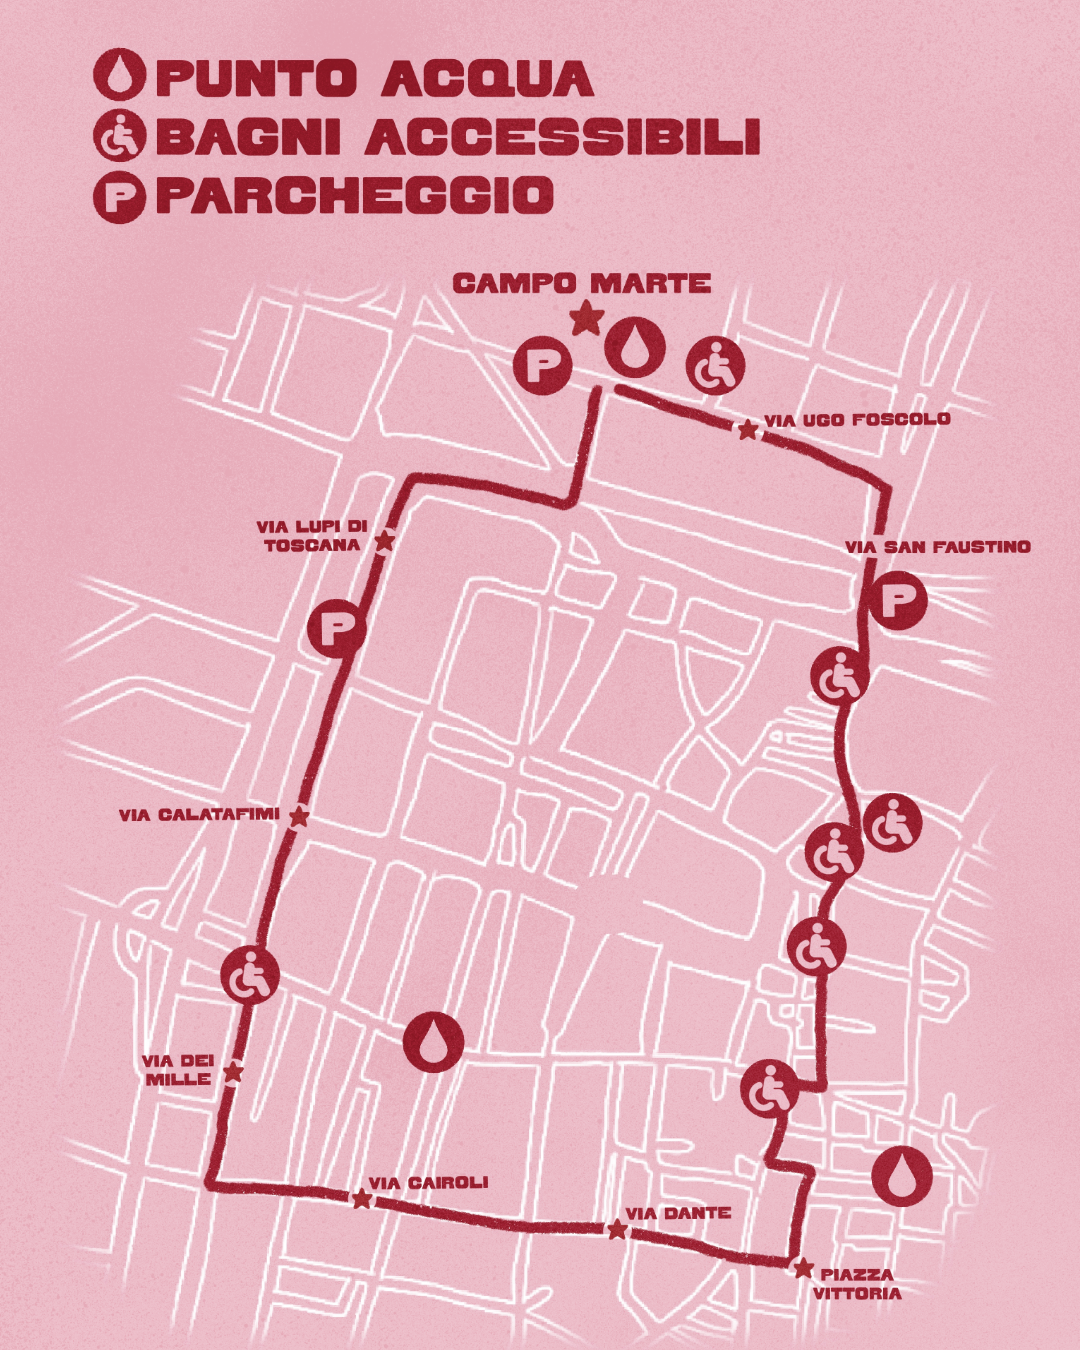 PUNTO ACQUA
BAGNI ACCESSIBILI
P PARCHEGGIO
CAMPO MARTE
P
VIA UGO FOSCOLO
VIA LUPI DI
TOSCANA
VIA SAN FAUSTINO
P
P
VIA CALATAFIMI
VIA DEI
MILLE
VIA CAIROLI
VIA DANTE
PIAZZA
VITTORIA